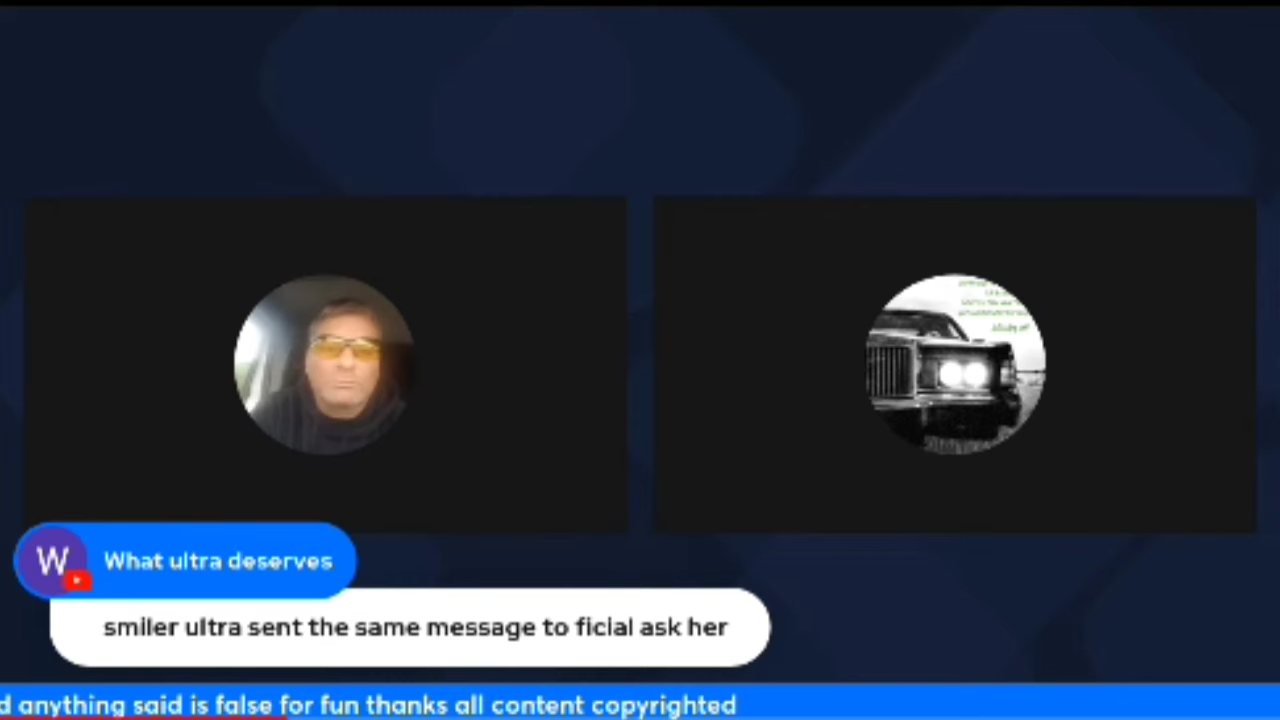 W What ultra deserves
smiler ultra sent the same message to ficial ask her
d anything said is false for fun thanks all content copyrighted